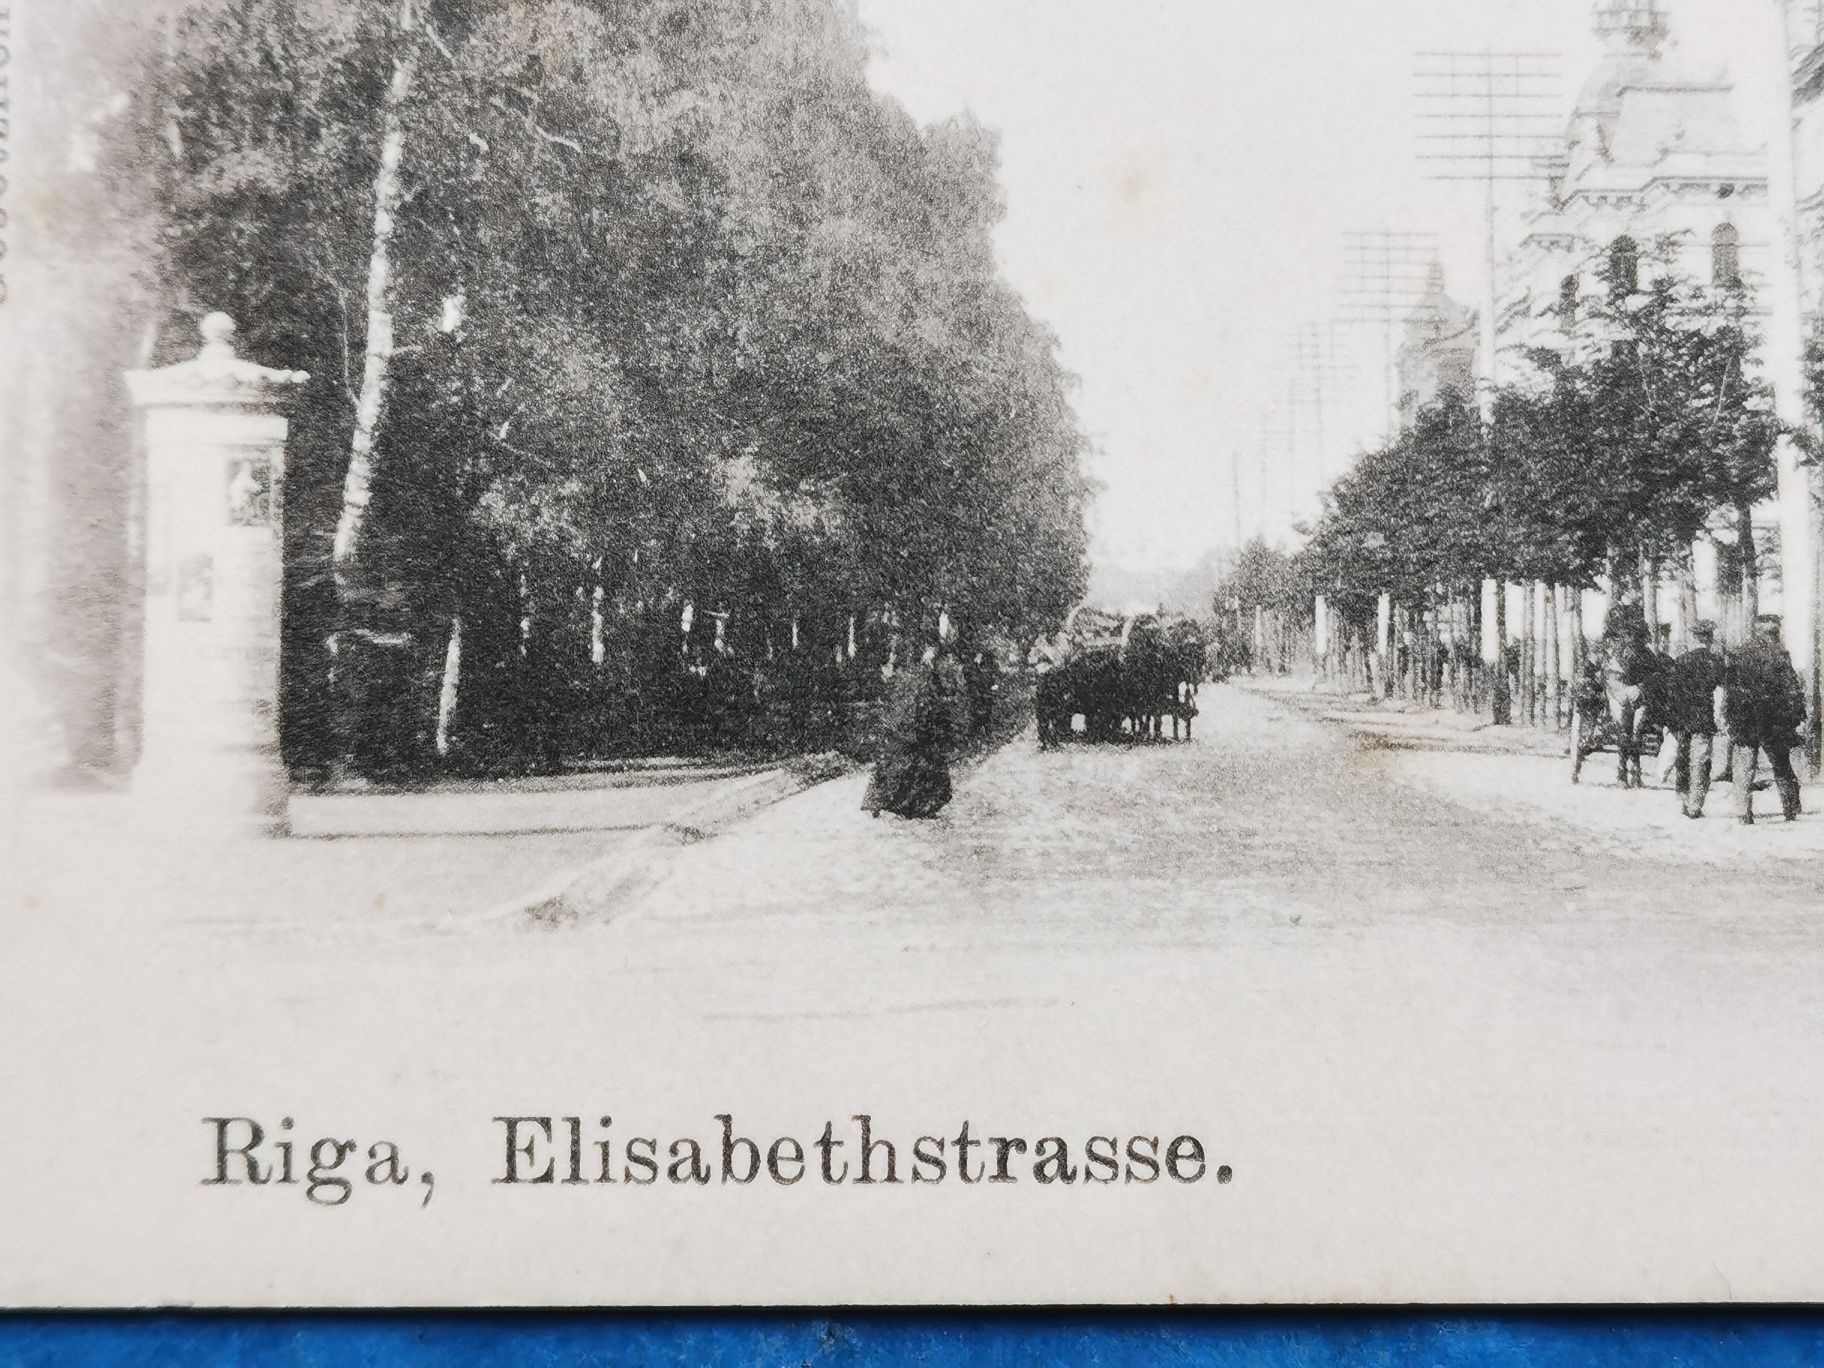 Riga, Elisabethstrasse.